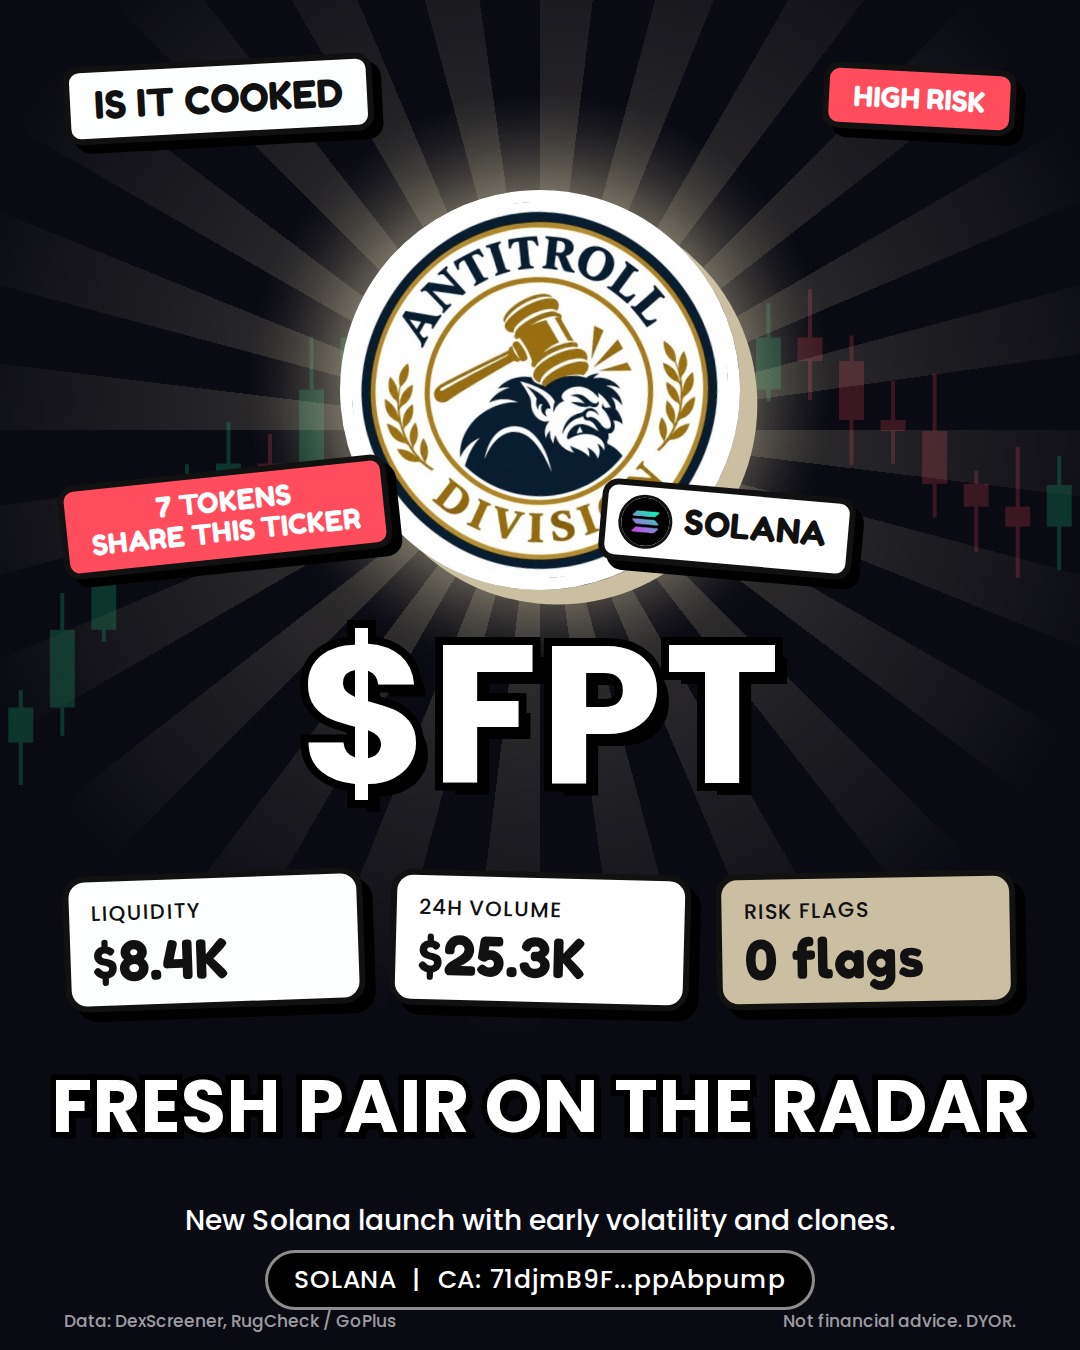 IS IT COOKED
HIGH RISK
ANTITROLL
7 TOKENS
SHARE THIS TICKER
SOLANA
$FPT
LIQUIDITY
$8.4K
24H VOLUME
$25.3K
RISK FLAGS
0 flags
FRESH PAIR ON THE RADAR
New Solana launch with early volatility and clones.
SOLANA | CA: 71djmB9F...ppAbpump
Data: DexScreener, RugCheck / GoPlus
Not financial advice. DYOR.